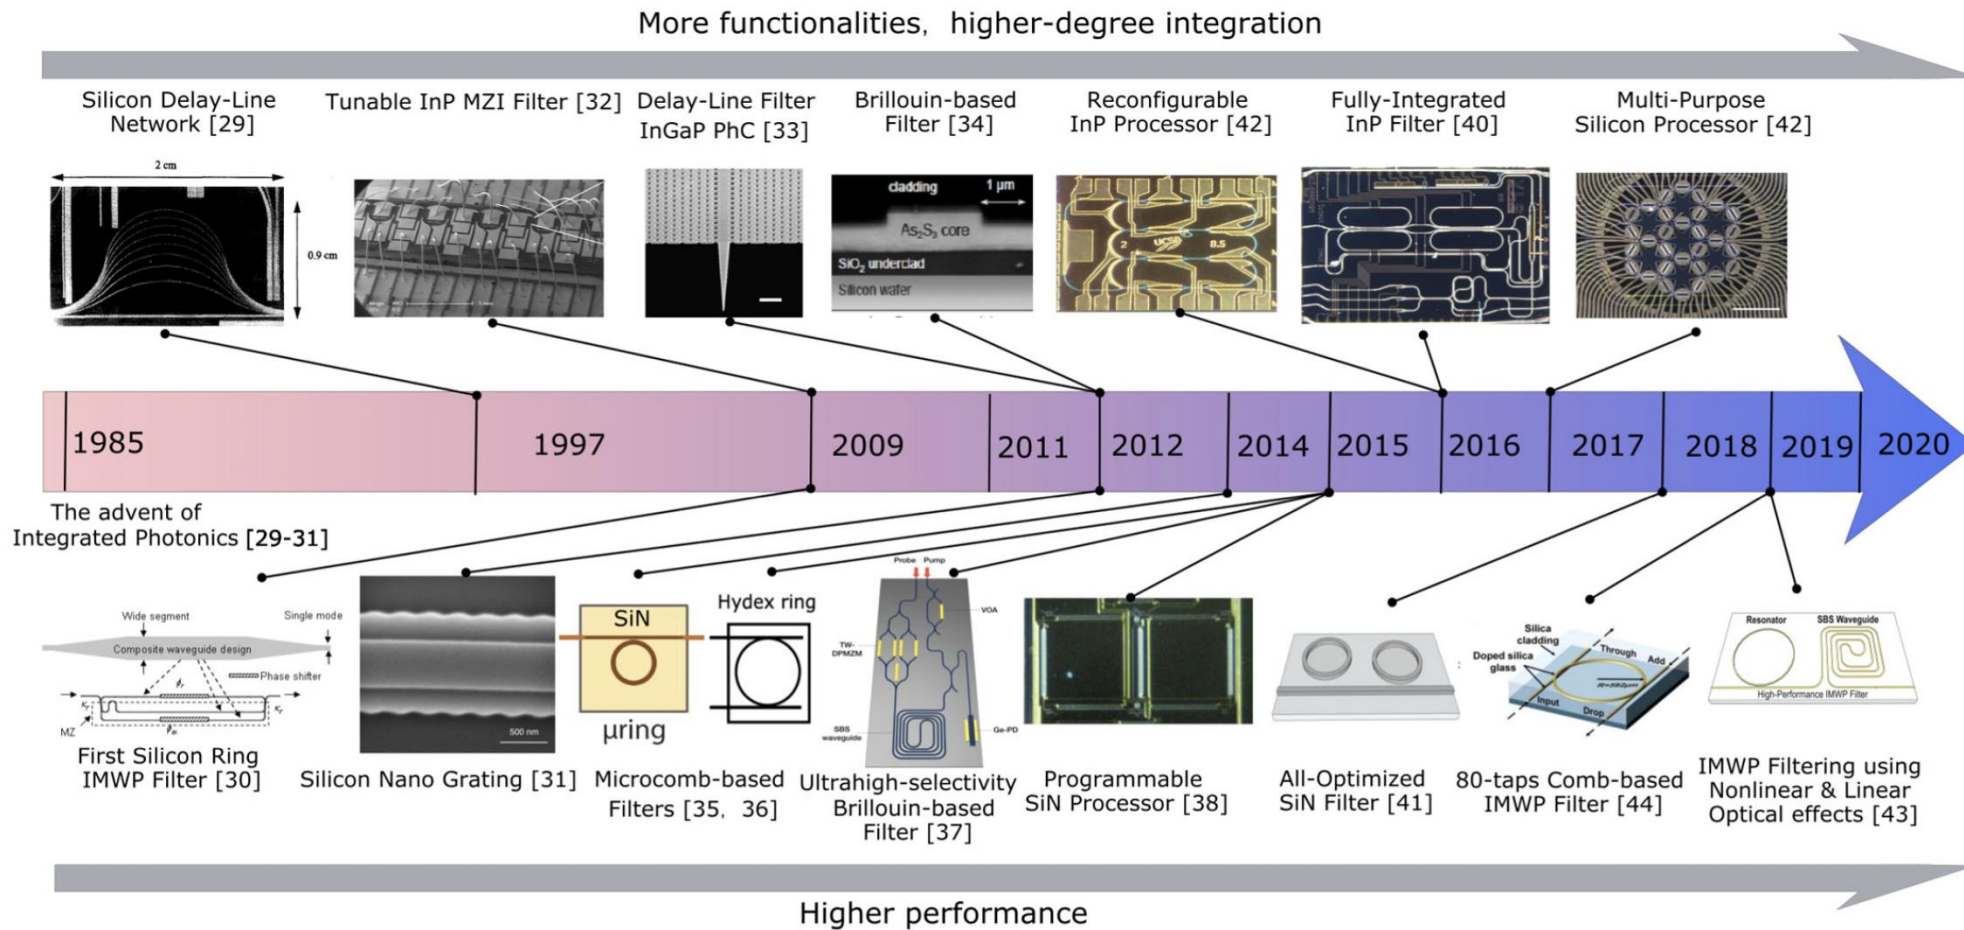 More functionalities, higher-degree integration
Silicon Delay-Line
Network [29]
Tunable InP MZI Filter [32]
Delay-Line Filter
InGaP PhC [33]
Brillouin-based
Filter [34]
Reconfigurable
InP Processor [42]
Fully-Integrated
InP Filter [40]
Multi-Purpose
Silicon Processor [42]
2 cm
0.9 cm
cladding
1 µm
As2S3 core
SiO2 underclad
Silicon wafer
2
UCSB
8.5
1985
1997
2009
2011
2012
2014
2015
2016
2017
2018
2019
2020
The advent of
Integrated Photonics [29-31]
Wide segment
Single mode
Composite waveguide design
Phase shifter
ϕr
κr
κr
MZ
First Silicon Ring
IMWP Filter [30]
500 nm
Silicon Nano Grating [31]
SiN
µring
Hydex ring
Microcomb-based
Filters [35, 36]
Probe
Pump
VOA
TW-
DPMZM
SBS
waveguide
Ge-PD
Ultrahigh-selectivity
Brillouin-based
Filter [37]
Programmable
SiN Processor [38]
All-Optimized
SiN Filter [41]
Silica
cladding
Doped silica
glass
Through
Add
R=592µm
Input
Drop
80-taps Comb-based
IMWP Filter [44]
Resonator
SBS Waveguide
High-Performance IMWP Filter
IMWP Filtering using
Nonlinear & Linear
Optical effects [43]
Higher performance